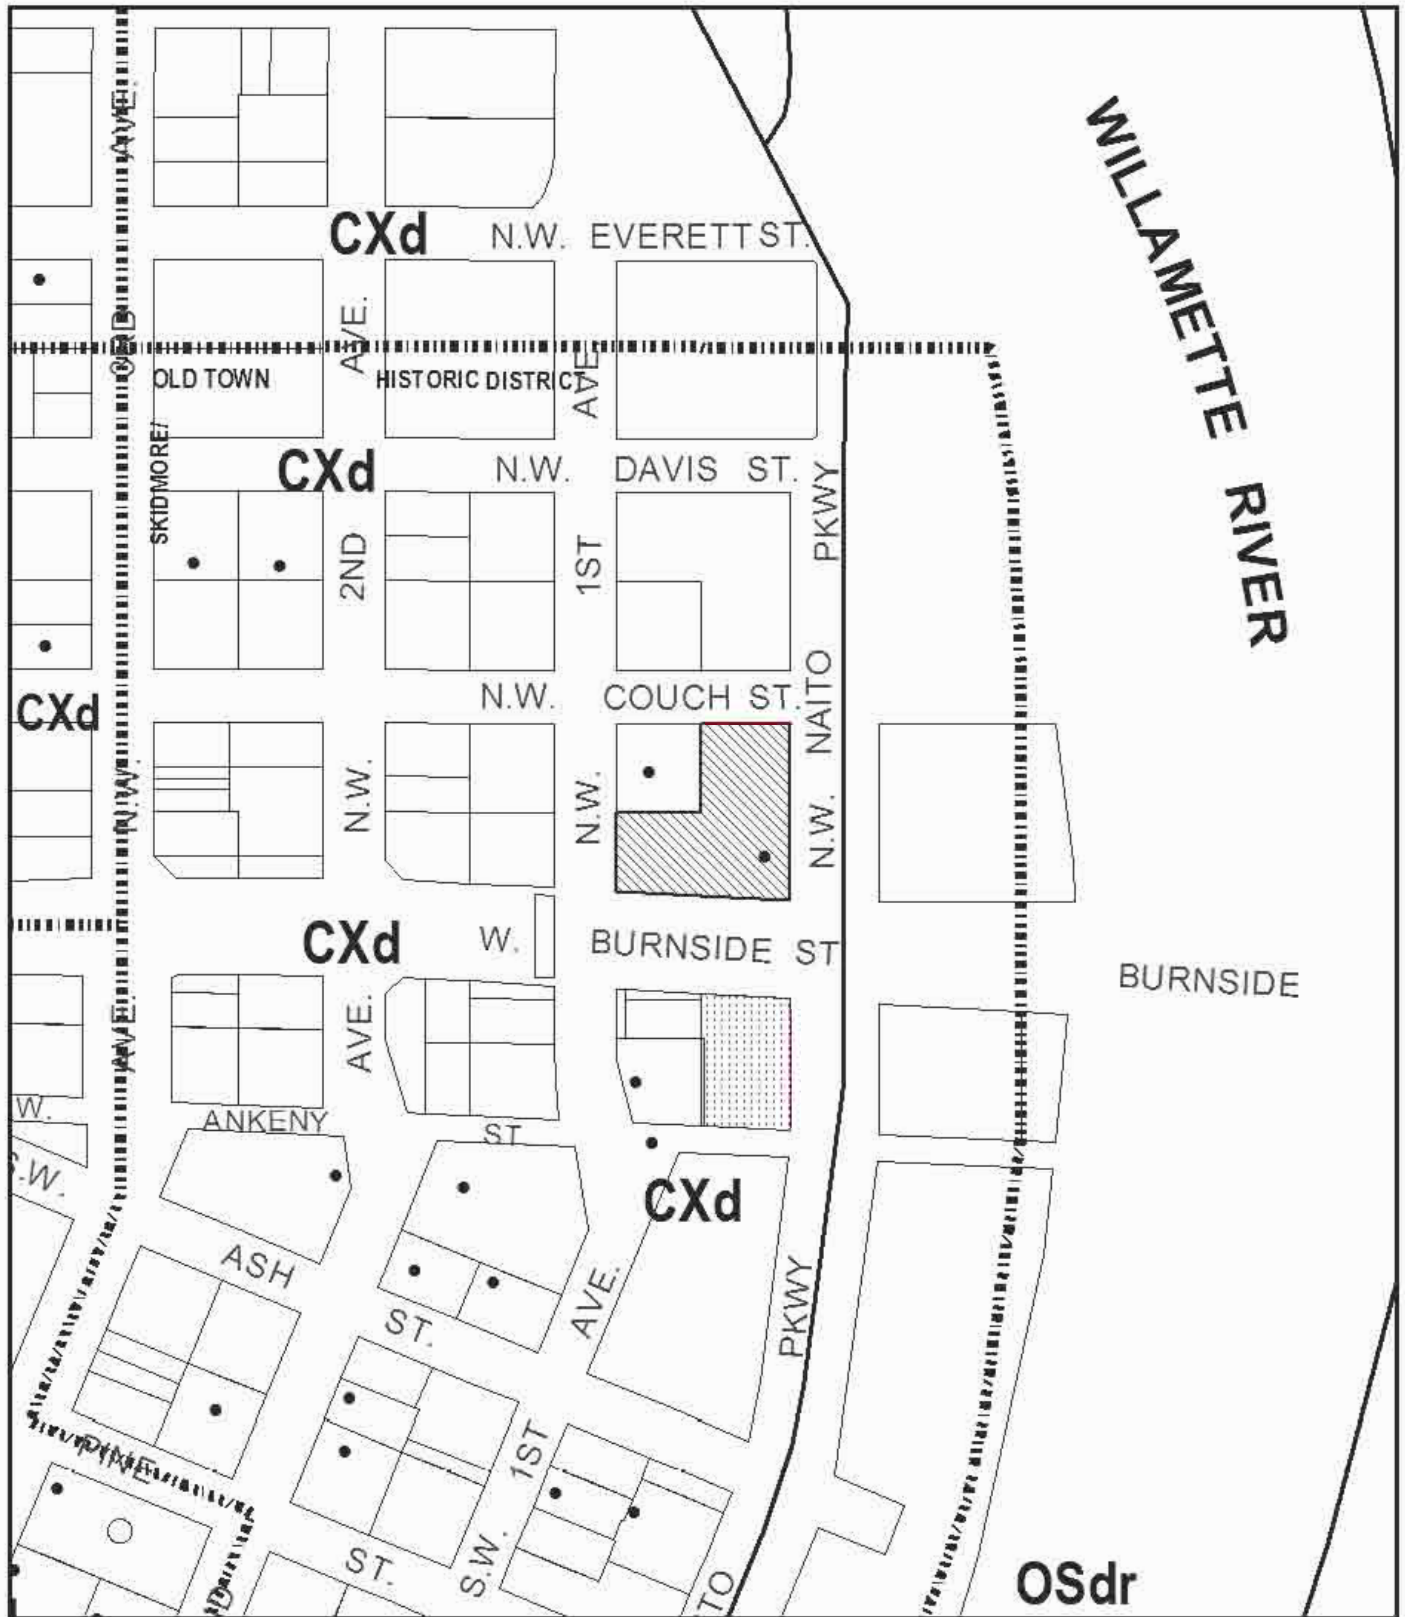 AVE.
WILLAMETTE RIVER
CXd
N.W. EVERETT ST.
3RD
AVE.
OLD TOWN
HISTORIC DISTRICT
AVE.
SKIDMORE/
CXd
N.W. DAVIS ST.
2ND
1ST
PKWY
N.W. COUCH ST.
NAITO
CXd
N.W.
N.W.
N.W.
N.W.
CXd
W. BURNSIDE ST
BURNSIDE
AVE.
AVE.
W.
ANKENY
ST
S.W.
CXd
ASH
ST.
AVE.
PKWY
PINE
1ST
ST.
S.W.
OSdr